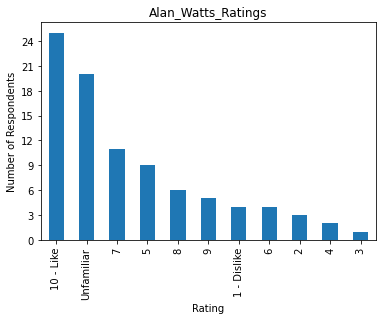 Alan_Watts_Ratings
Number of Respondents
24
21
18
15
12
9
6
3
0
10 - Like
Unfamiliar
7
5
8
9
1 - Dislike
6
2
4
3
Rating